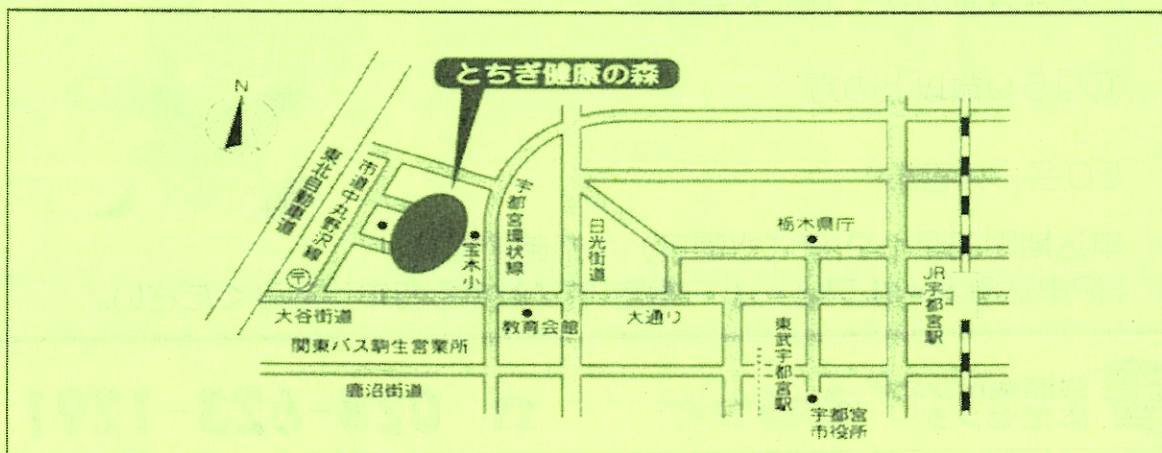 とちぎ健康の森
N
東北自動車道
市道中丸野沢線
宇都宮環状線
宝木小
日光街道
栃木県庁
JR宇都宮駅
〒
大谷街道
教育会館
大通り
関東バス駒生営業所
東武宇都宮駅
鹿沼街道
宇都宮
市役所